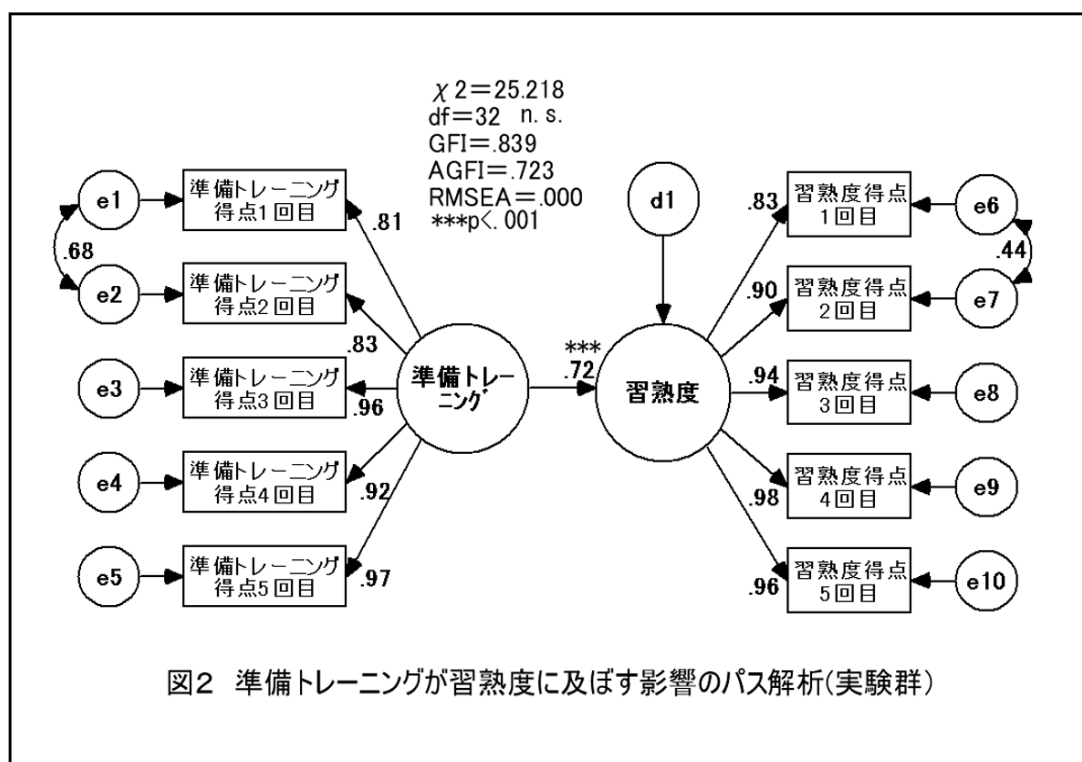 χ2=25.218
df=32 n. s.
GFI=.839
AGFI=.723
RMSEA=.000
***p<. 001
e1
準備トレーニング
得点1回目
.81
.68
e2
準備トレーニング
得点2回目
.83
e3
準備トレーニング
得点3回目
.96
e4
準備トレーニング
得点4回目
.92
e5
準備トレーニング
得点5回目
.97
準備トレー
ニング
***
.72
d1
習熟度
.83
習熟度得点
1回目
e6
.44
.90
習熟度得点
2回目
e7
.94
習熟度得点
3回目
e8
.98
習熟度得点
4回目
e9
.96
習熟度得点
5回目
e10
図2 準備トレーニングが習熟度に及ぼす影響のパス解析(実験群)